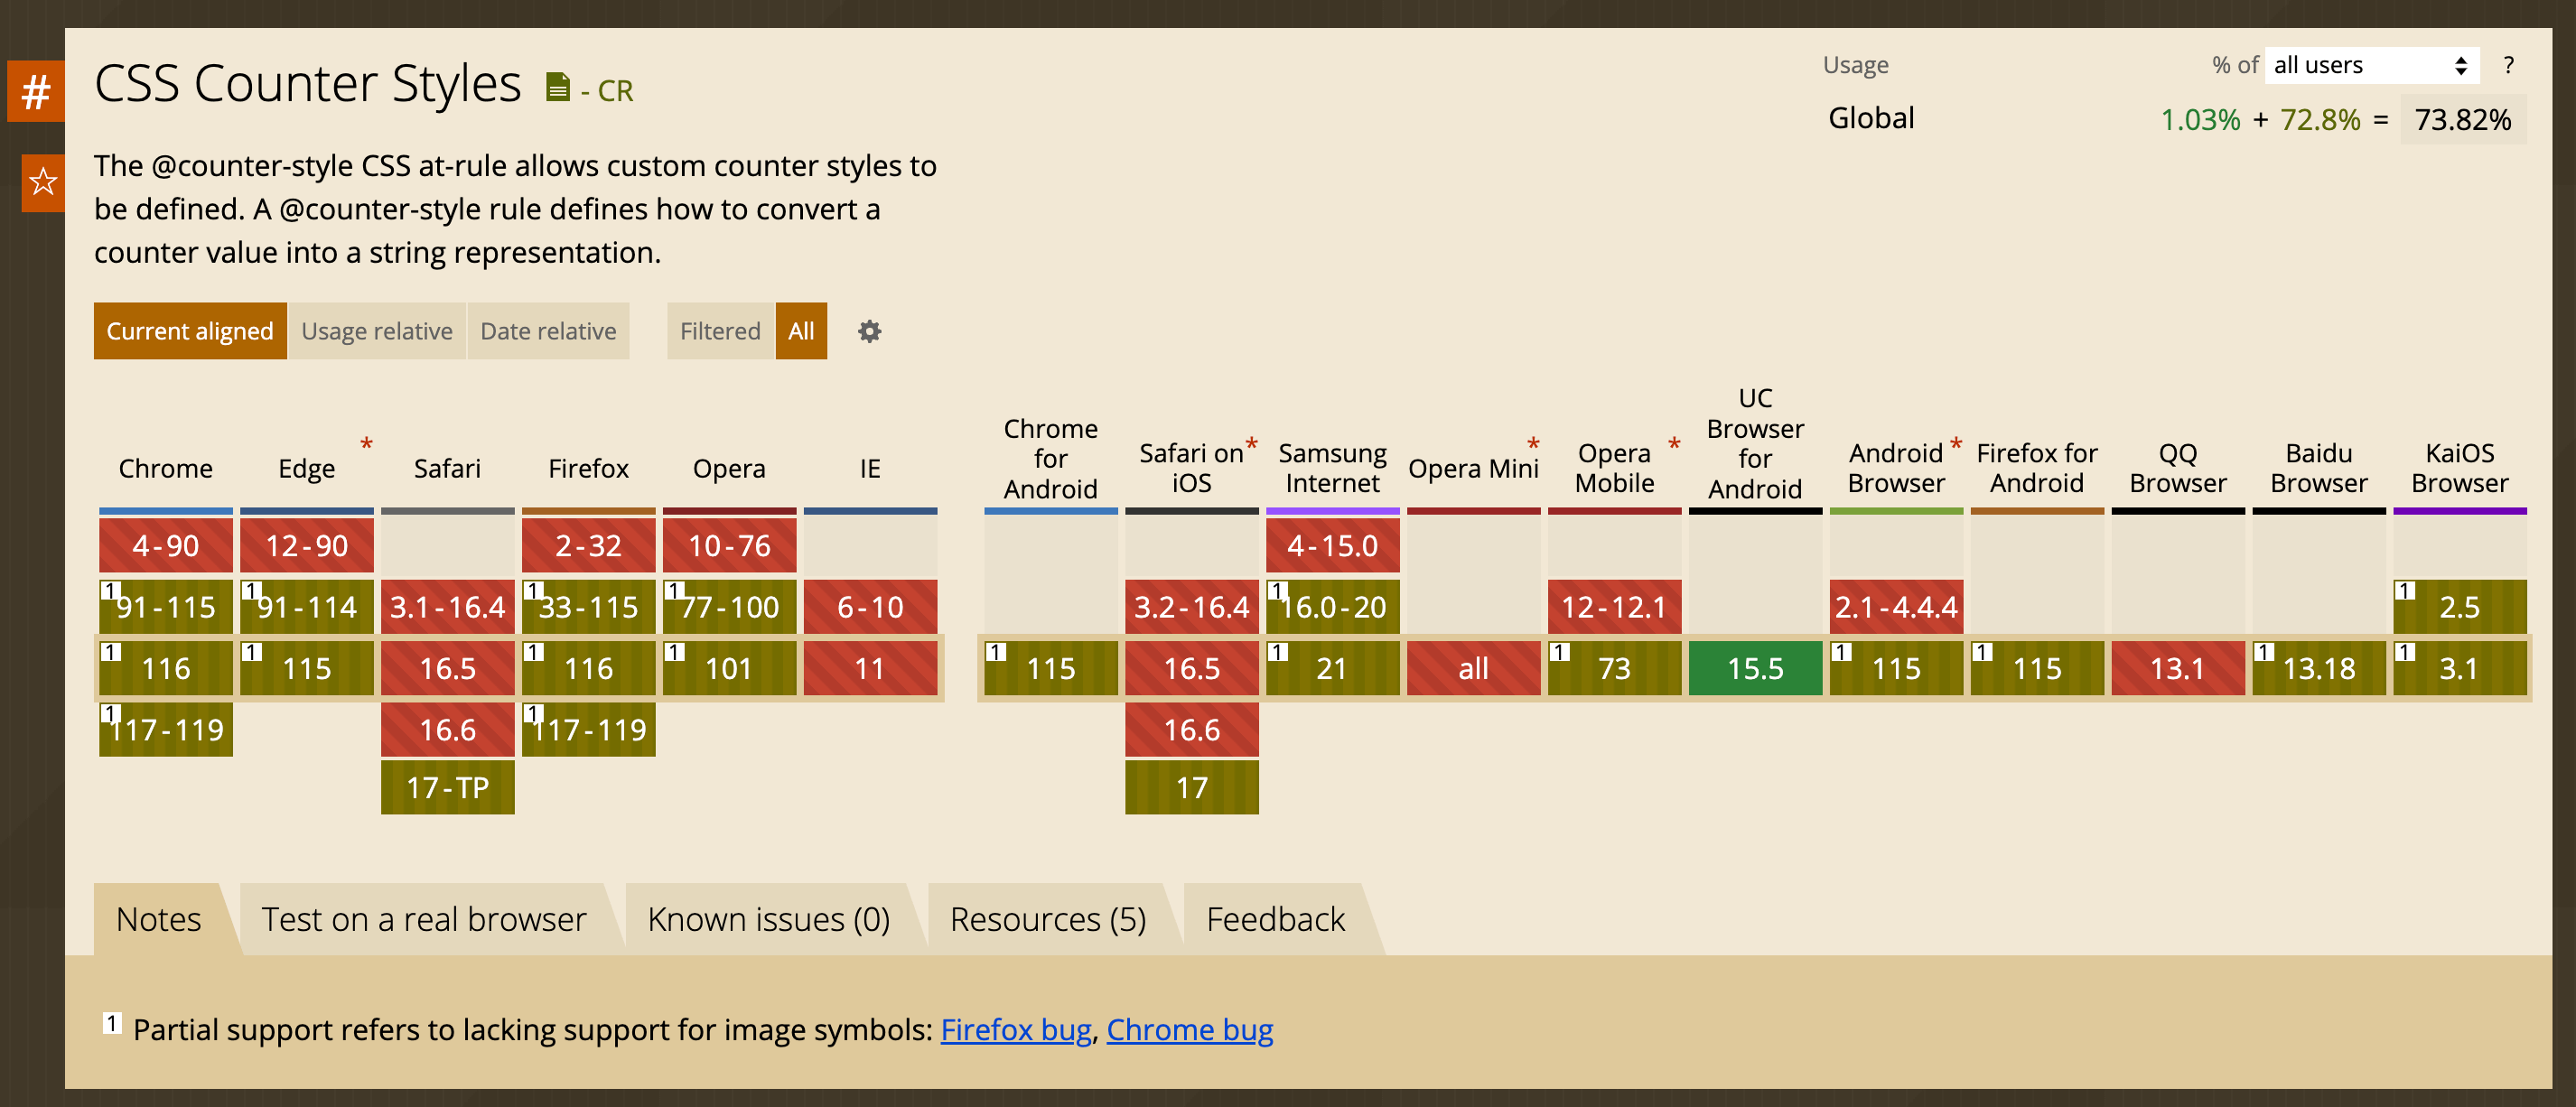 #
CSS Counter Styles - CR
Usage % of all users ?
Global 1.03% + 72.8% = 73.82%
The @counter-style CSS at-rule allows custom counter styles to
be defined. A @counter-style rule defines how to convert a
counter value into a string representation.
Current aligned Usage relative Date relative Filtered All
Chrome Edge * Safari Firefox Opera IE Chrome for Android Safari on iOS * Samsung Internet Opera Mini * Opera Mobile * UC Browser for Android Android Browser * Firefox for Android QQ Browser Baidu Browser KaiOS Browser
4-90 12-90 2-32 10-76 4-15.0
1 91-115 1 91-114 3.1-16.4 1 33-115 1 77-100 6-10 3.2-16.4 1 16.0-20 12-12.1 2.1-4.4.4 1 2.5
1 116 1 115 16.5 1 116 1 101 11 1 115 16.5 1 21 all 1 73 15.5 1 115 1 115 13.1 1 13.18 1 3.1
1 117-119 16.6 1 117-119 16.6
17-TP 17
Notes Test on a real browser Known issues (0) Resources (5) Feedback
1 Partial support refers to lacking support for image symbols: Firefox bug, Chrome bug